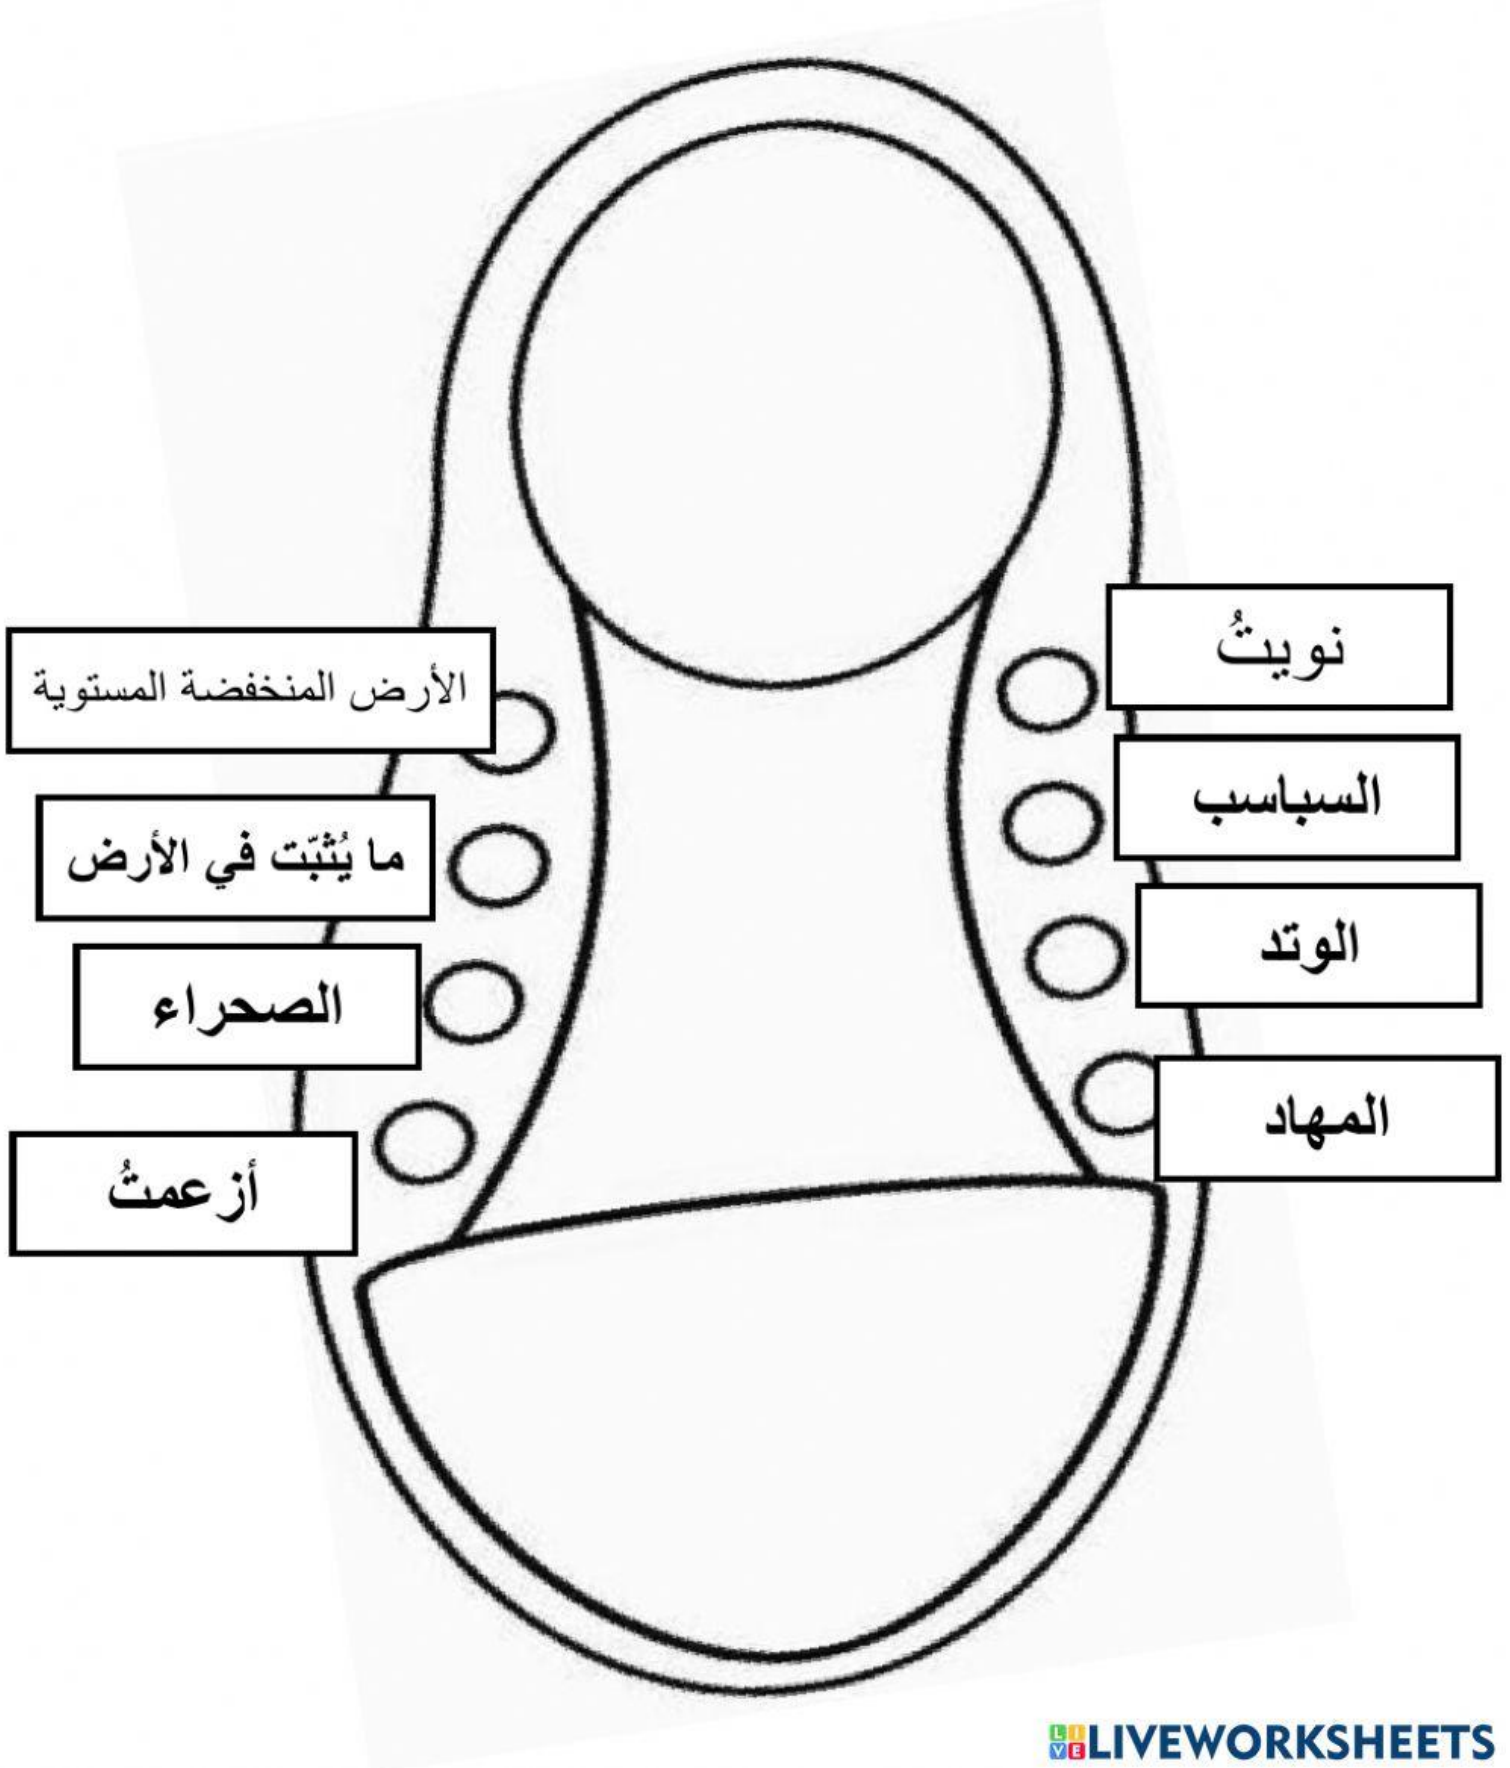 نويتُ
الأرض المنخفضة المستوية
السباسب
ما يُثبّت في الأرض
الوتد
الصحراء
المهاد
أزعمتُ
LIVEWORKSHEETS